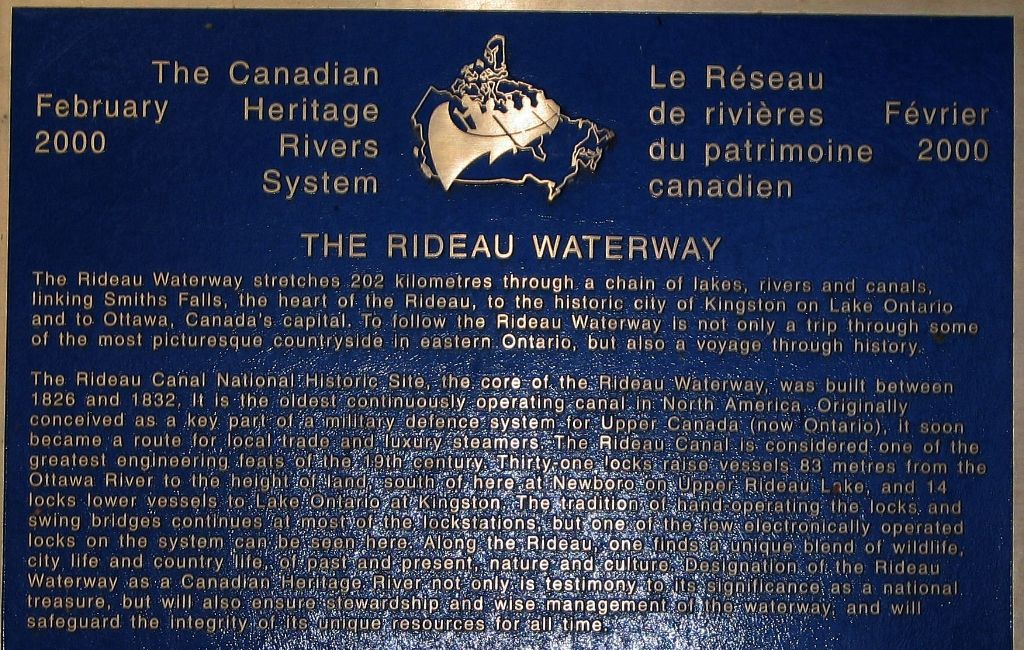 The Canadian
Heritage
Rivers
System
February
2000
Le Réseau
de rivières
du patrimoine
canadien
Février
2000
THE RIDEAU WATERWAY
The Rideau Waterway stretches 202 kilometres through a chain of lakes, rivers and canals,
linking Smiths Falls, the heart of the Rideau, to the historic city of Kingston on Lake Ontario
and to Ottawa, Canada's capital. To follow the Rideau Waterway is not only a trip through some
of the most picturesque countryside in eastern Ontario, but also a voyage through history.
The Rideau Canal National Historic Site, the core of the Rideau Waterway, was built between
1826 and 1832. It is the oldest continuously operating canal in North America. Originally
conceived as a key part of a military defence system for Upper Canada (now Ontario), it soon
became a route for local trade and luxury steamers. The Rideau Canal is considered one of the
greatest engineering feats of the 19th century. Thirty-one locks raise vessels 83 metres from the
Ottawa River to the height of land, south of here at Newboro on Upper Rideau Lake, and 14
locks lower vessels to Lake Ontario at Kingston. The tradition of hand-operating the locks and
swing bridges continues at most of the lockstations, but one of the few electronically operated
locks on the system can be seen here. Along the Rideau, one finds a unique blend of wildlife,
city life and country life, of past and present, nature and culture. Designation of the Rideau
Waterway as a Canadian Heritage River not only is testimony to its significance as a national
treasure, but will also ensure stewardship and wise management of the waterway, and will
safeguard the integrity of its unique resources for all time.